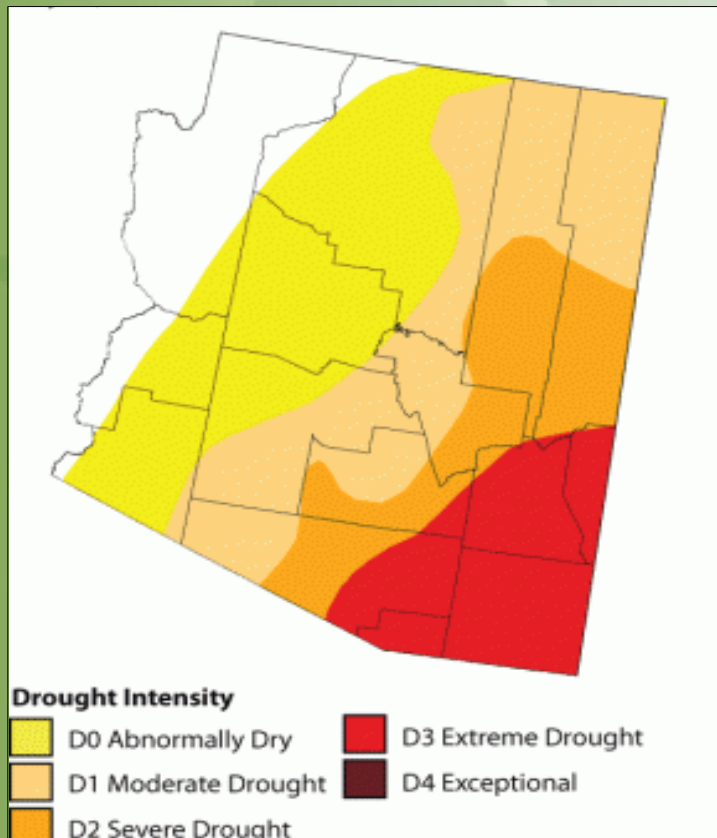 Drought Intensity
D0 Abnormally Dry
D1 Moderate Drought
D2 Severe Drought
D3 Extreme Drought
D4 Exceptional